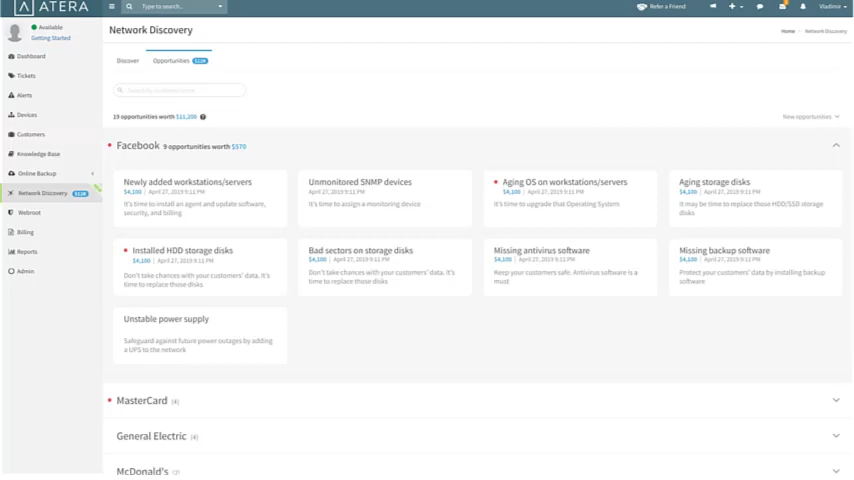 ATERA
Type to search...
Refer a Friend
Vladimir
Available
Getting Started
Dashboard
Tickets
Alerts
Devices
Customers
Knowledge Base
Online Backup
Network Discovery
Webroot
Billing
Reports
Admin
Network Discovery
Home - Network Discovery
Discover
Opportunities
Search by customer name
19 opportunities worth $11,200
New opportunities
Facebook 9 opportunities worth $570
Newly added workstations/servers
$4,100 | April 27, 2019 9:11 PM
It's time to install an agent and update software,
security, and billing
Unmonitored SNMP devices
April 27, 2019 9:11 PM
It's time to assign a monitoring device
Aging OS on workstations/servers
$4,100 | April 27, 2019 9:11 PM
It's time to upgrade that Operating System
Aging storage disks
$4,100 | April 27, 2019 9:11 PM
It may be time to replace those HDD/SSD storage
disks
Installed HDD storage disks
$4,100 | April 27, 2019 9:11 PM
Don't take chances with your customers' data. It's
time to replace those disks
Bad sectors on storage disks
$4,100 | April 27, 2019 9:11 PM
Don't take chances with your customers' data. It's
time to replace those disks
Missing antivirus software
$4,100 | April 27, 2019 9:11 PM
Keep your customers safe. Antivirus software is a
must
Missing backup software
$4,100 | April 27, 2019 9:11 PM
Protect your customers' data by installing backup
software
Unstable power supply
Safeguard against future power outages by adding
a UPS to the network
MasterCard (4)
General Electric (4)
McDonald's